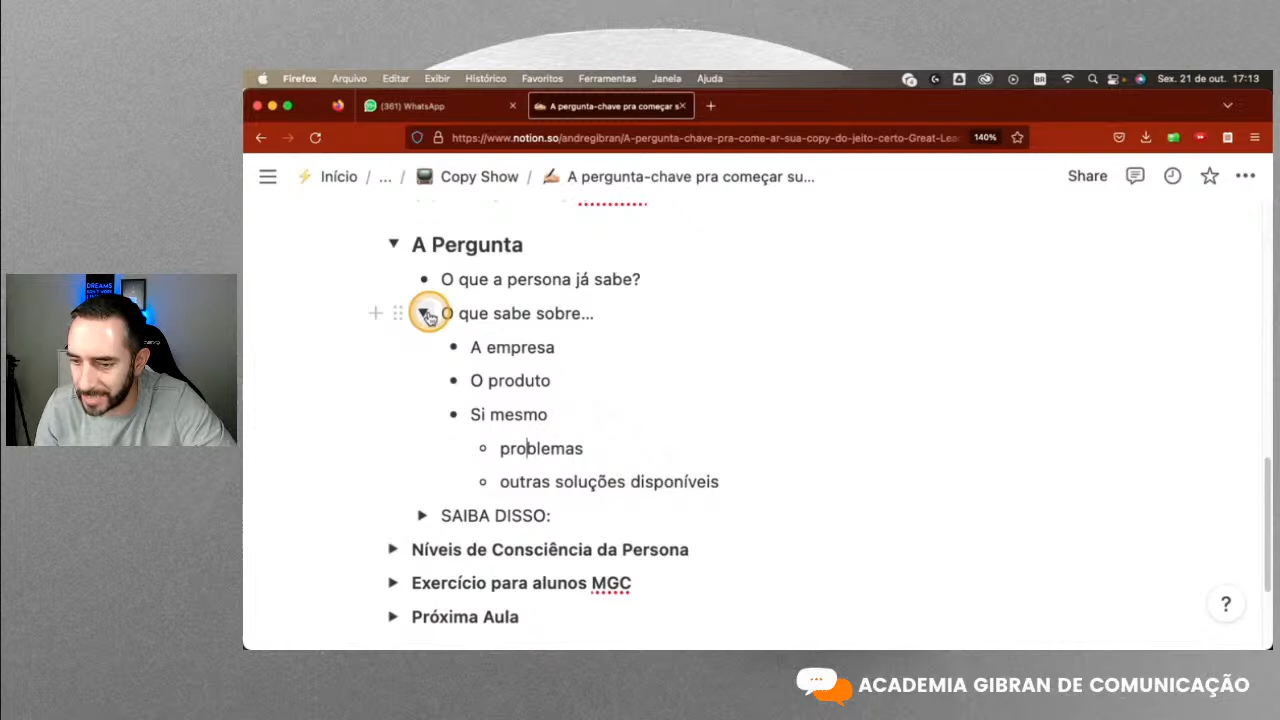 Firefox Arquivo Editar Exibir Histórico Favoritos Ferramentas Janela Ajuda BR Sex. 21 de out. 17:13
(361) WhatsApp × A pergunta-chave pra começar s × +
https://www.notion.so/andregibran/A-pergunta-chave-pra-come-ar-sua-copy-do-jeito-certo-Great-Lea 140%
Início / ... / Copy Show / A pergunta-chave pra começar su... Share
A Pergunta
O que a persona já sabe?
O que sabe sobre...
A empresa
O produto
Si mesmo
problemas
outras soluções disponíveis
SAIBA DISSO:
Níveis de Consciência da Persona
Exercício para alunos MGC
Próxima Aula
?
DREAMS
ACADEMIA GIBRAN DE COMUNICAÇÃO